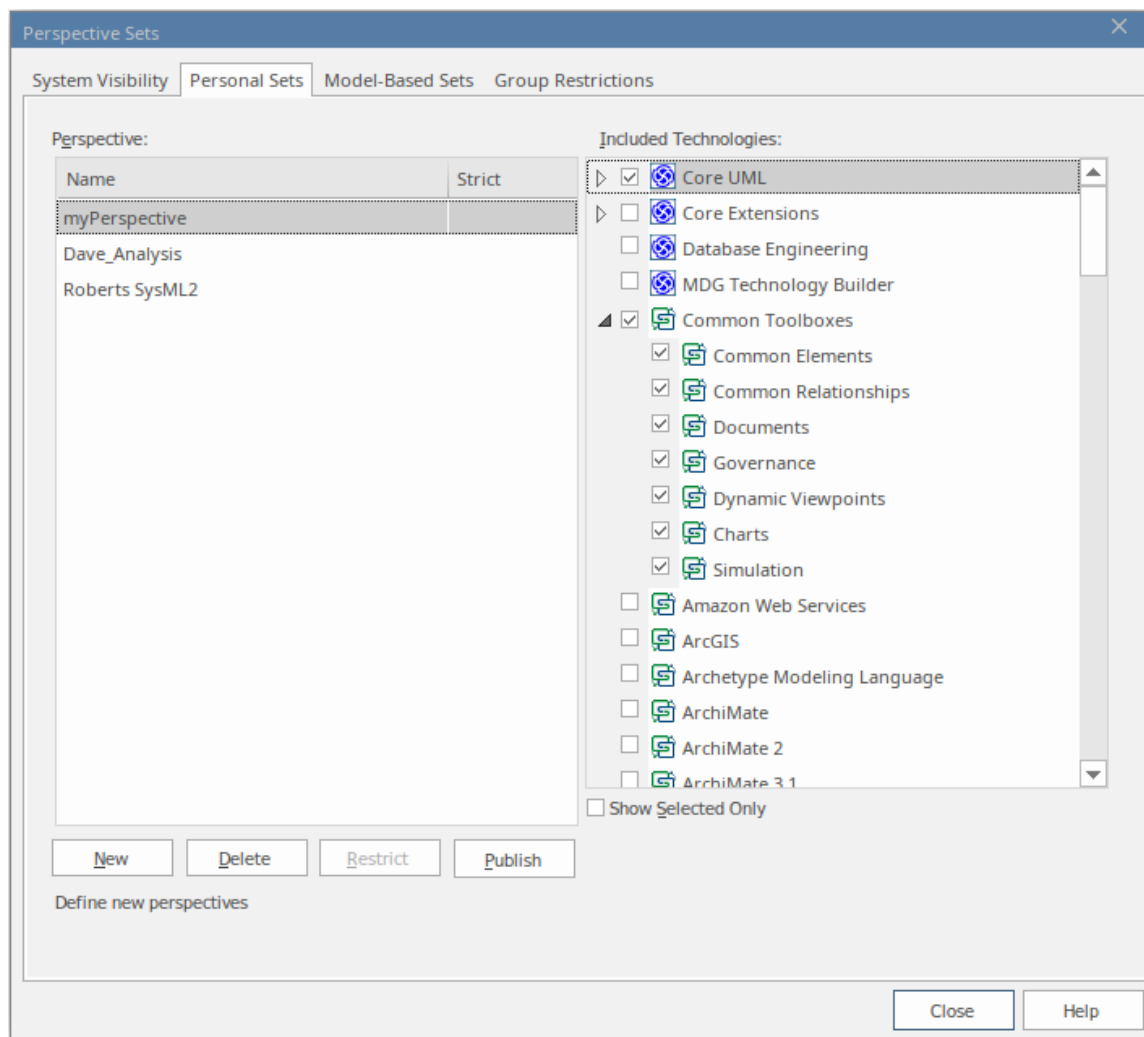 Perspective Sets
System Visibility Personal Sets Model-Based Sets Group Restrictions
Perspective:
Name Strict
myPerspective
Dave_Analysis
Roberts SysML2
New Delete Restrict Publish
Define new perspectives
Included Technologies:
Core UML
Core Extensions
Database Engineering
MDG Technology Builder
Common Toolboxes
Common Elements
Common Relationships
Documents
Governance
Dynamic Viewpoints
Charts
Simulation
Amazon Web Services
ArcGIS
Archetype Modeling Language
ArchiMate
ArchiMate 2
ArchiMate 3.1
Show Selected Only
Close Help